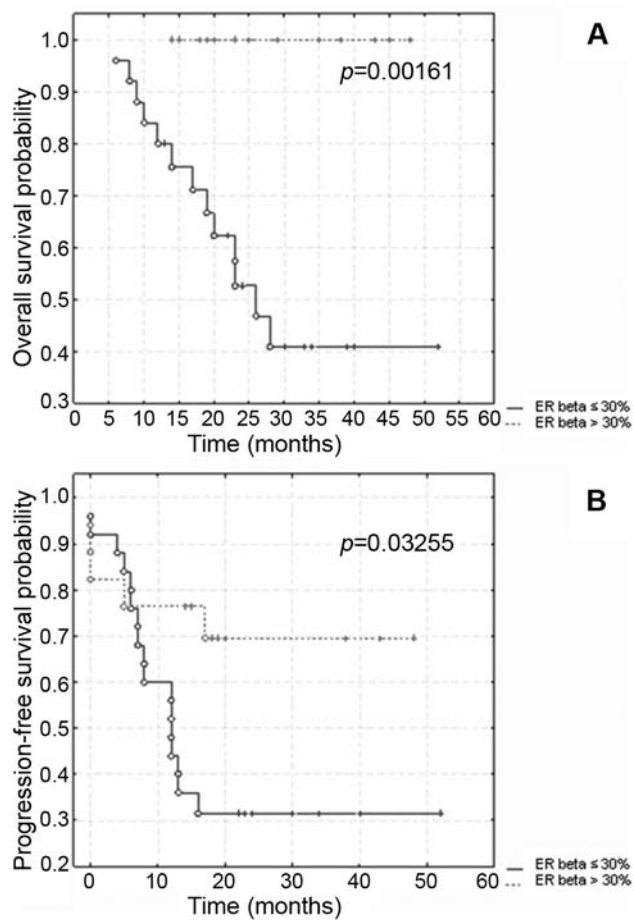 A
p=0.00161
Overall survival probability
1.0
0.9
0.8
0.7
0.6
0.5
0.4
0.3
0 5 10 15 20 25 30 35 40 45 50 55 60
Time (months)
ER beta ≤ 30%
ER beta > 30%
B
p=0.03255
Progression-free survival probability
1.0
0.9
0.8
0.7
0.6
0.5
0.4
0.3
0.2
0 10 20 30 40 50 60
Time (months)
ER beta ≤ 30%
ER beta > 30%